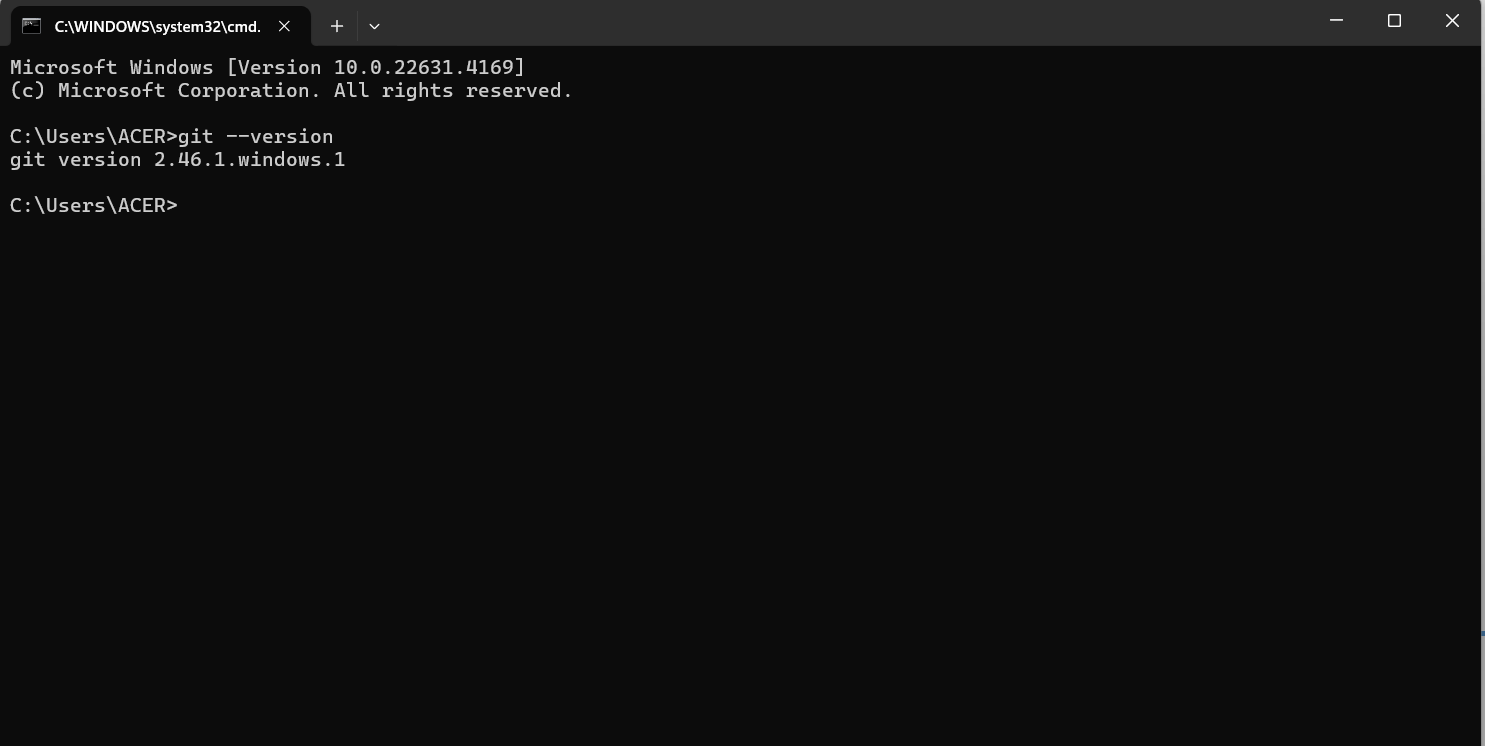 C:\WINDOWS\system32\cmd.
Microsoft Windows [Version 10.0.22631.4169]
(c) Microsoft Corporation. All rights reserved.
C:\Users\ACER>git --version
git version 2.46.1.windows.1
C:\Users\ACER>